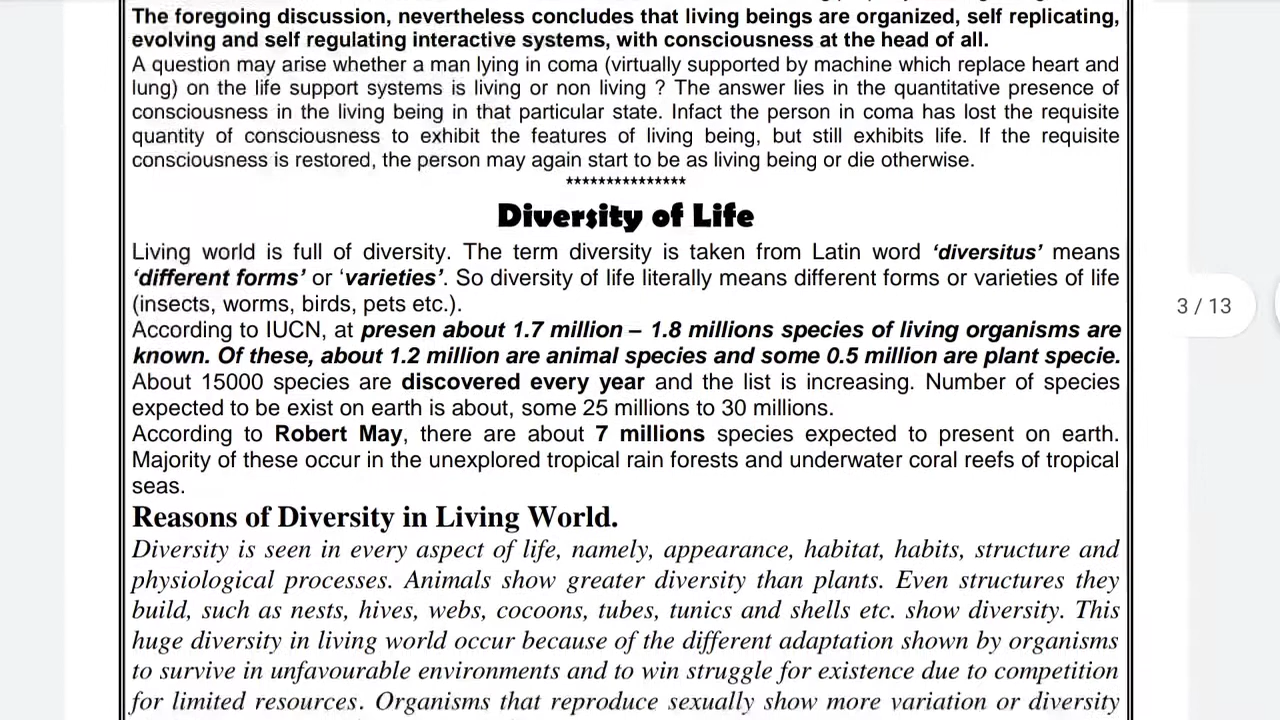 The foregoing discussion, nevertheless concludes that living beings are organized, self replicating,
evolving and self regulating interactive systems, with consciousness at the head of all.
A question may arise whether a man lying in coma (virtually supported by machine which replace heart and
lung) on the life support systems is living or non living ? The answer lies in the quantitative presence of
consciousness in the living being in that particular state. Infact the person in coma has lost the requisite
quantity of consciousness to exhibit the features of living being, but still exhibits life. If the requisite
consciousness is restored, the person may again start to be as living being or die otherwise.
***************
Diversity of Life
Living world is full of diversity. The term diversity is taken from Latin word ‘diversitus’ means
‘different forms’ or ‘varieties’. So diversity of life literally means different forms or varieties of life
(insects, worms, birds, pets etc.).
According to IUCN, at presen about 1.7 million – 1.8 millions species of living organisms are
known. Of these, about 1.2 million are animal species and some 0.5 million are plant specie.
About 15000 species are discovered every year and the list is increasing. Number of species
expected to be exist on earth is about, some 25 millions to 30 millions.
According to Robert May, there are about 7 millions species expected to present on earth.
Majority of these occur in the unexplored tropical rain forests and underwater coral reefs of tropical
seas.
3 / 13
Reasons of Diversity in Living World.
Diversity is seen in every aspect of life, namely, appearance, habitat, habits, structure and
physiological processes. Animals show greater diversity than plants. Even structures they
build, such as nests, hives, webs, cocoons, tubes, tunics and shells etc. show diversity. This
huge diversity in living world occur because of the different adaptation shown by organisms
to survive in unfavourable environments and to win struggle for existence due to competition
for limited resources. Organisms that reproduce sexually show more variation or diversity